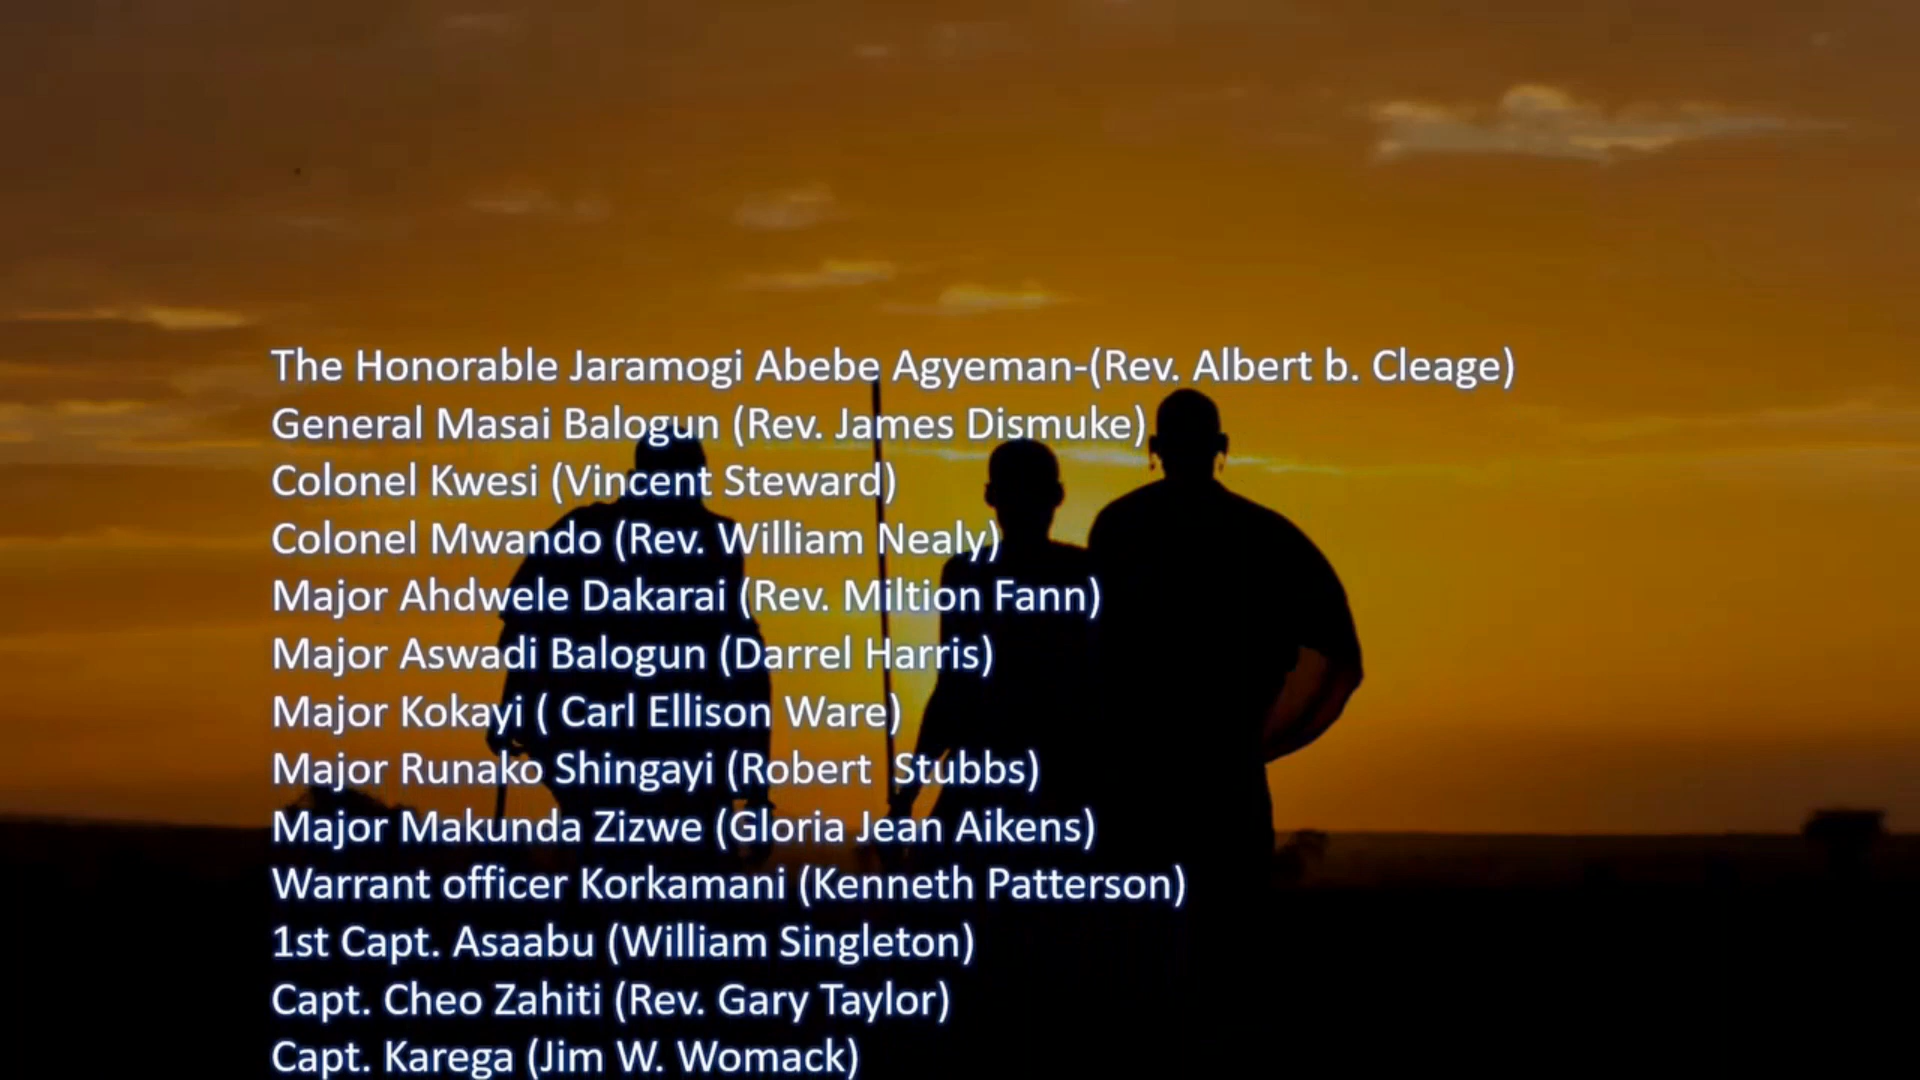 The Honorable Jaramogi Abebe Agyeman-(Rev. Albert b. Cleage)
General Masai Balogun (Rev. James Dismuke)
Colonel Kwesi (Vincent Steward)
Colonel Mwando (Rev. William Nealy)
Major Ahdwele Dakarai (Rev. Miltion Fann)
Major Aswadi Balogun (Darrel Harris)
Major Kokayi ( Carl Ellison Ware)
Major Runako Shingayi (Robert  Stubbs)
Major Makunda Zizwe (Gloria Jean Aikens)
Warrant officer Korkamani (Kenneth Patterson)
1st Capt. Asaabu (William Singleton)
Capt. Cheo Zahiti (Rev. Gary Taylor)
Capt. Karega (Jim W. Womack)